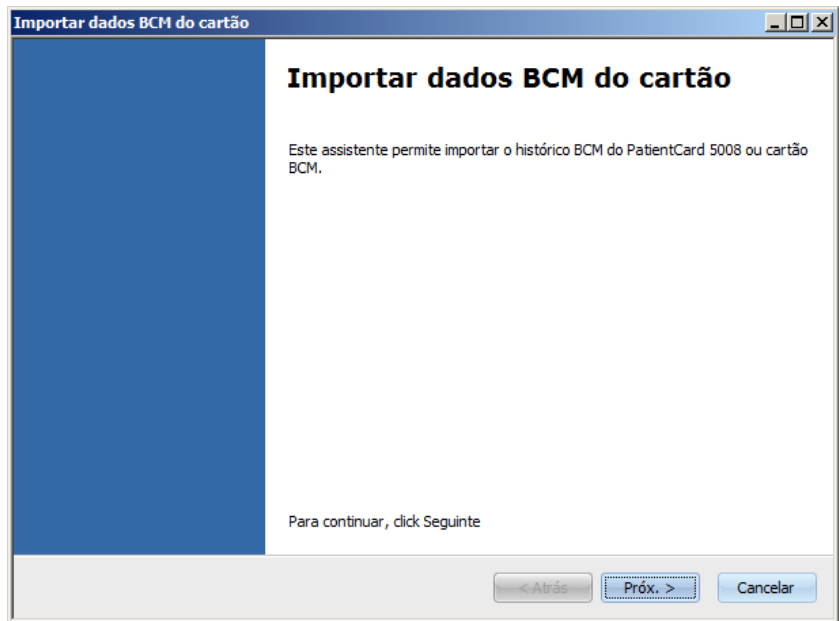 Importar dados BCM do cartão
Importar dados BCM do cartão
Este assistente permite importar o histórico BCM do PatientCard 5008 ou cartão
BCM.
Para continuar, click Seguinte
< Atrás Próx. > Cancelar